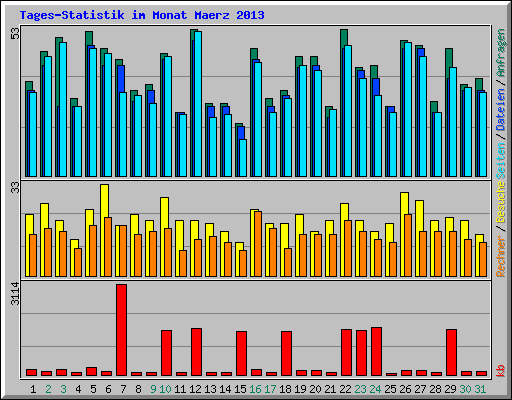 Tages-Statistik im Monat Maerz 2013
53
33
3114
Rechner / Besuche Seiten / Dateien / Anfragen
kb
1 2 3 4 5 6 7 8 9 10 11 12 13 14 15 16 17 18 19 20 21 22 23 24 25 26 27 28 29 30 31